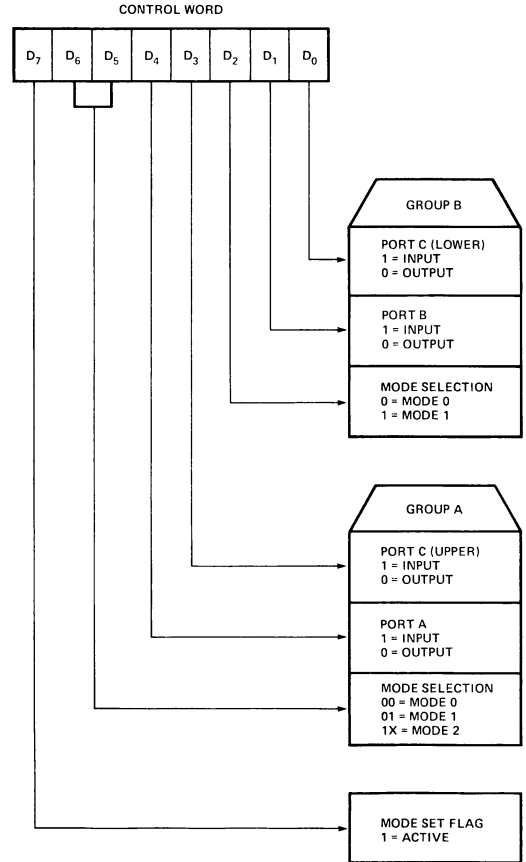 CONTROL WORD
D7 D6 D5 D4 D3 D2 D1 D0
GROUP B
PORT C (LOWER)
1 = INPUT
0 = OUTPUT
PORT B
1 = INPUT
0 = OUTPUT
MODE SELECTION
0 = MODE 0
1 = MODE 1
GROUP A
PORT C (UPPER)
1 = INPUT
0 = OUTPUT
PORT A
1 = INPUT
0 = OUTPUT
MODE SELECTION
00 = MODE 0
01 = MODE 1
1X = MODE 2
MODE SET FLAG
1 = ACTIVE